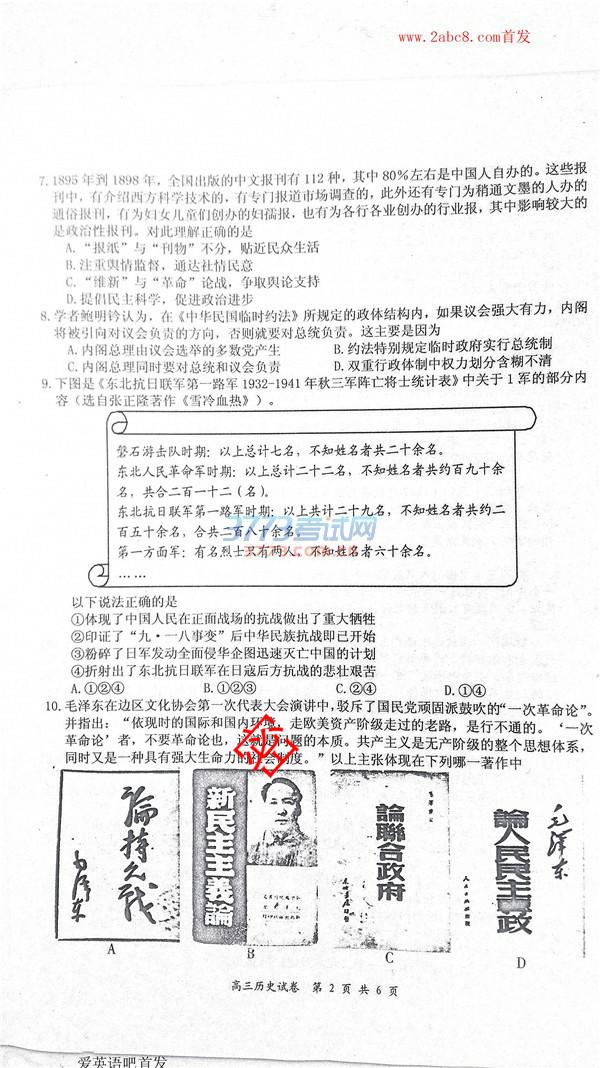 www.2abc8.com首发
7. 1895年到1898年，全国出版的中文报刊有112种，其中80%左右是中国人自办的。这些报
刊中，有介绍西方科学技术的，有专门报道市场调查的，此外还有专门为稍通文墨的人办的
通俗报刊，有为妇女儿童们创办的妇孺报，也有为各行各业创办的行业报，其中影响较大的
是政治性报刊。对此理解正确的是
A. “报纸”与“刊物”不分，贴近民众生活
B. 注重舆情监督，通达社情民意
C. “维新”与“革命”论战，争取舆论支持
D. 提倡民主科学，促进政治进步
8. 学者鲍明钤认为，在《中华民国临时约法》所规定的政体结构内，如果议会强大有力，内阁
将被引向对议会负责的方向，否则就要对总统负责。这主要是因为
A. 内阁总理由议会选举的多数党产生 B. 约法特别规定临时政府实行总统制
C. 内阁总理同时要对总统和议会负责 D. 双重行政体制中权力划分含糊不清
9. 下图是《东北抗日联军第一路军1932-1941年秋三军阵亡将士统计表》中关于1军的部分内
容（选自张正隆著作《雪冷血热》）。
磐石游击队时期：以上总计七名，不知姓名者共二十余名。
东北人民革命军时期：以上总计二十二名，不知姓名者共约百九十余
名，共合二百一十二（名）。
东北抗日联军第一路军时期：以上共计二十九名，不知姓名者共约二
百五十余名，合共二百八十余名。
第一方面军：有名烈士只有两人，不知姓名者六十余名。
……
3773考试网
以下说法正确的是
①体现了中国人民在正面战场的抗战做出了重大牺牲
②印证了“九·一八事变”后中华民族抗战即已开始
③粉碎了日军发动全面侵华企图迅速灭亡中国的计划
④折射出了东北抗日联军在日寇后方抗战的悲壮艰苦
A. ①②④ B. ①②③ C. ②④ D. ①④
10. 毛泽东在边区文化协会第一次代表大会演讲中，驳斥了国民党顽固派鼓吹的“一次革命论”。
并指出：“依现时的国际和国内环境，走欧美资产阶级走过的老路，是行不通的。‘一次
革命论’者，不要革命论也，这就是问题的本质。共产主义是无产阶级的整个思想体系，
同时又是一种具有强大生命力的社会制度。”以上主张体现在下列哪一著作中
密
論持久戰
毛澤東
新民主主義論
論聯合政府
論人民民主專政
毛澤东
人民出版社出版
A B C D
高三历史试卷 第2页 共6页
爱英语吧首发